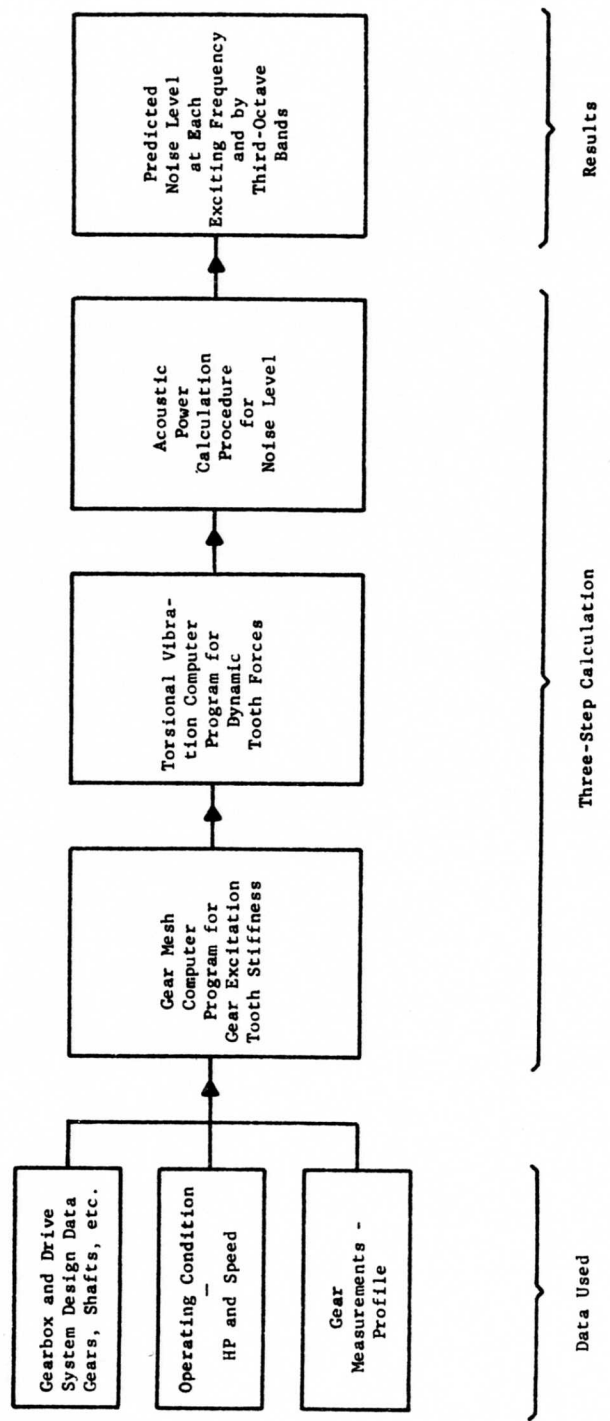 Gearbox and Drive
System Design Data
Gears, Shafts, etc.
Operating Condition
—
HP and Speed
Gear
Measurements -
Profile
Data Used
Gear Mesh
Computer
Program for
Gear Excitation
Tooth Stiffness
Torsional Vibra-
tion Computer
Program for
Dynamic
Tooth Forces
Acoustic
Power
Calculation
Procedure
for
Noise Level
Three-Step Calculation
Predicted
Noise Level
at Each
Exciting Frequency
and by
Third-Octave
Bands
Results